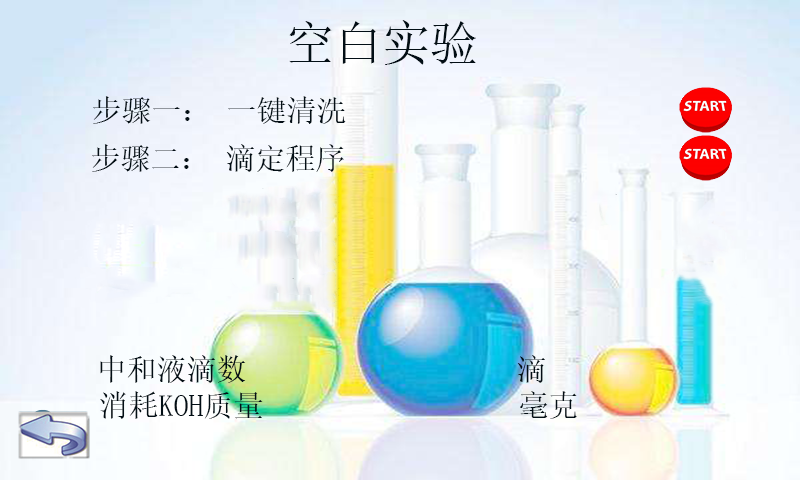 空白实验
步骤一： 一键清洗 START
步骤二： 滴定程序 START
中和液滴数 滴
消耗KOH质量 毫克